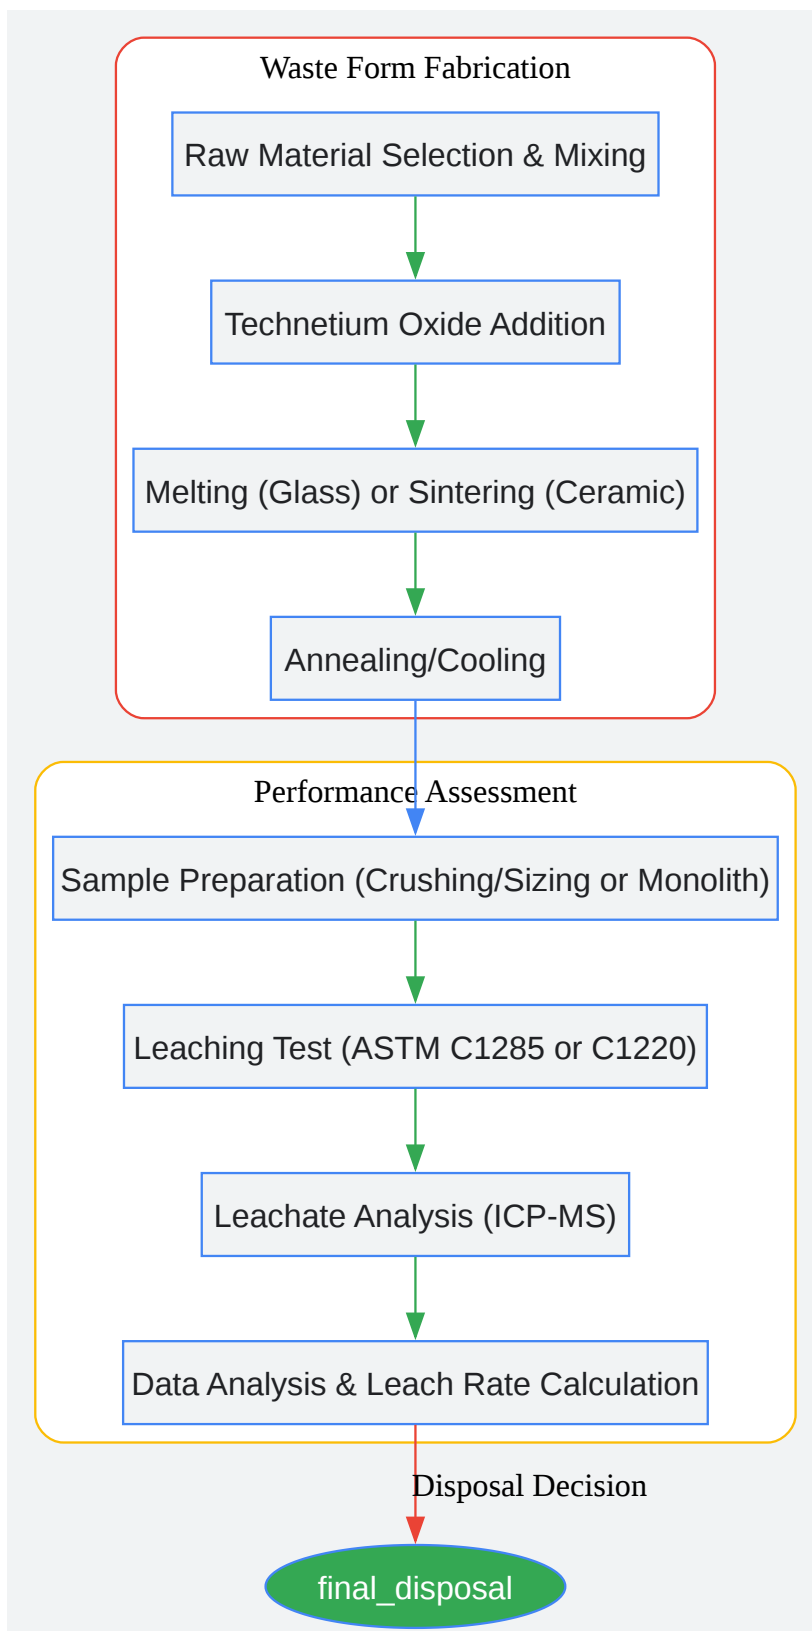 Waste Form Fabrication
Raw Material Selection & Mixing
Technetium Oxide Addition
Melting (Glass) or Sintering (Ceramic)
Annealing/Cooling
Performance Assessment
Sample Preparation (Crushing/Sizing or Monolith)
Leaching Test (ASTM C1285 or C1220)
Leachate Analysis (ICP-MS)
Data Analysis & Leach Rate Calculation
Disposal Decision
final_disposal